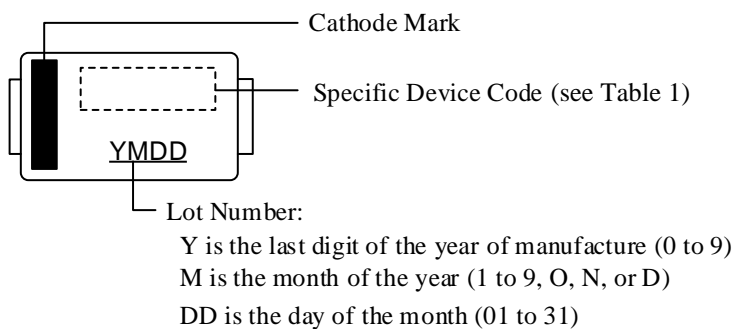 Cathode Mark
Specific Device Code (see Table 1)
YMDD
Lot Number:
Y is the last digit of the year of manufacture (0 to 9)
M is the month of the year (1 to 9, O, N, or D)
DD is the day of the month (01 to 31)